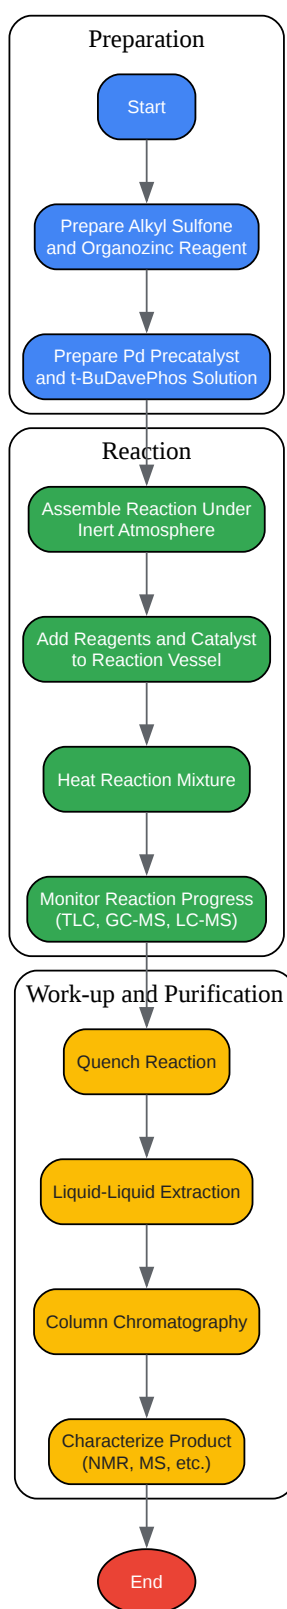 Preparation
Start
Prepare Alkyl Sulfone
and Organozinc Reagent
Prepare Pd Precatalyst
and t-BuDavePhos Solution
Reaction
Assemble Reaction Under
Inert Atmosphere
Add Reagents and Catalyst
to Reaction Vessel
Heat Reaction Mixture
Monitor Reaction Progress
(TLC, GC-MS, LC-MS)
Work-up and Purification
Quench Reaction
Liquid-Liquid Extraction
Column Chromatography
Characterize Product
(NMR, MS, etc.)
End